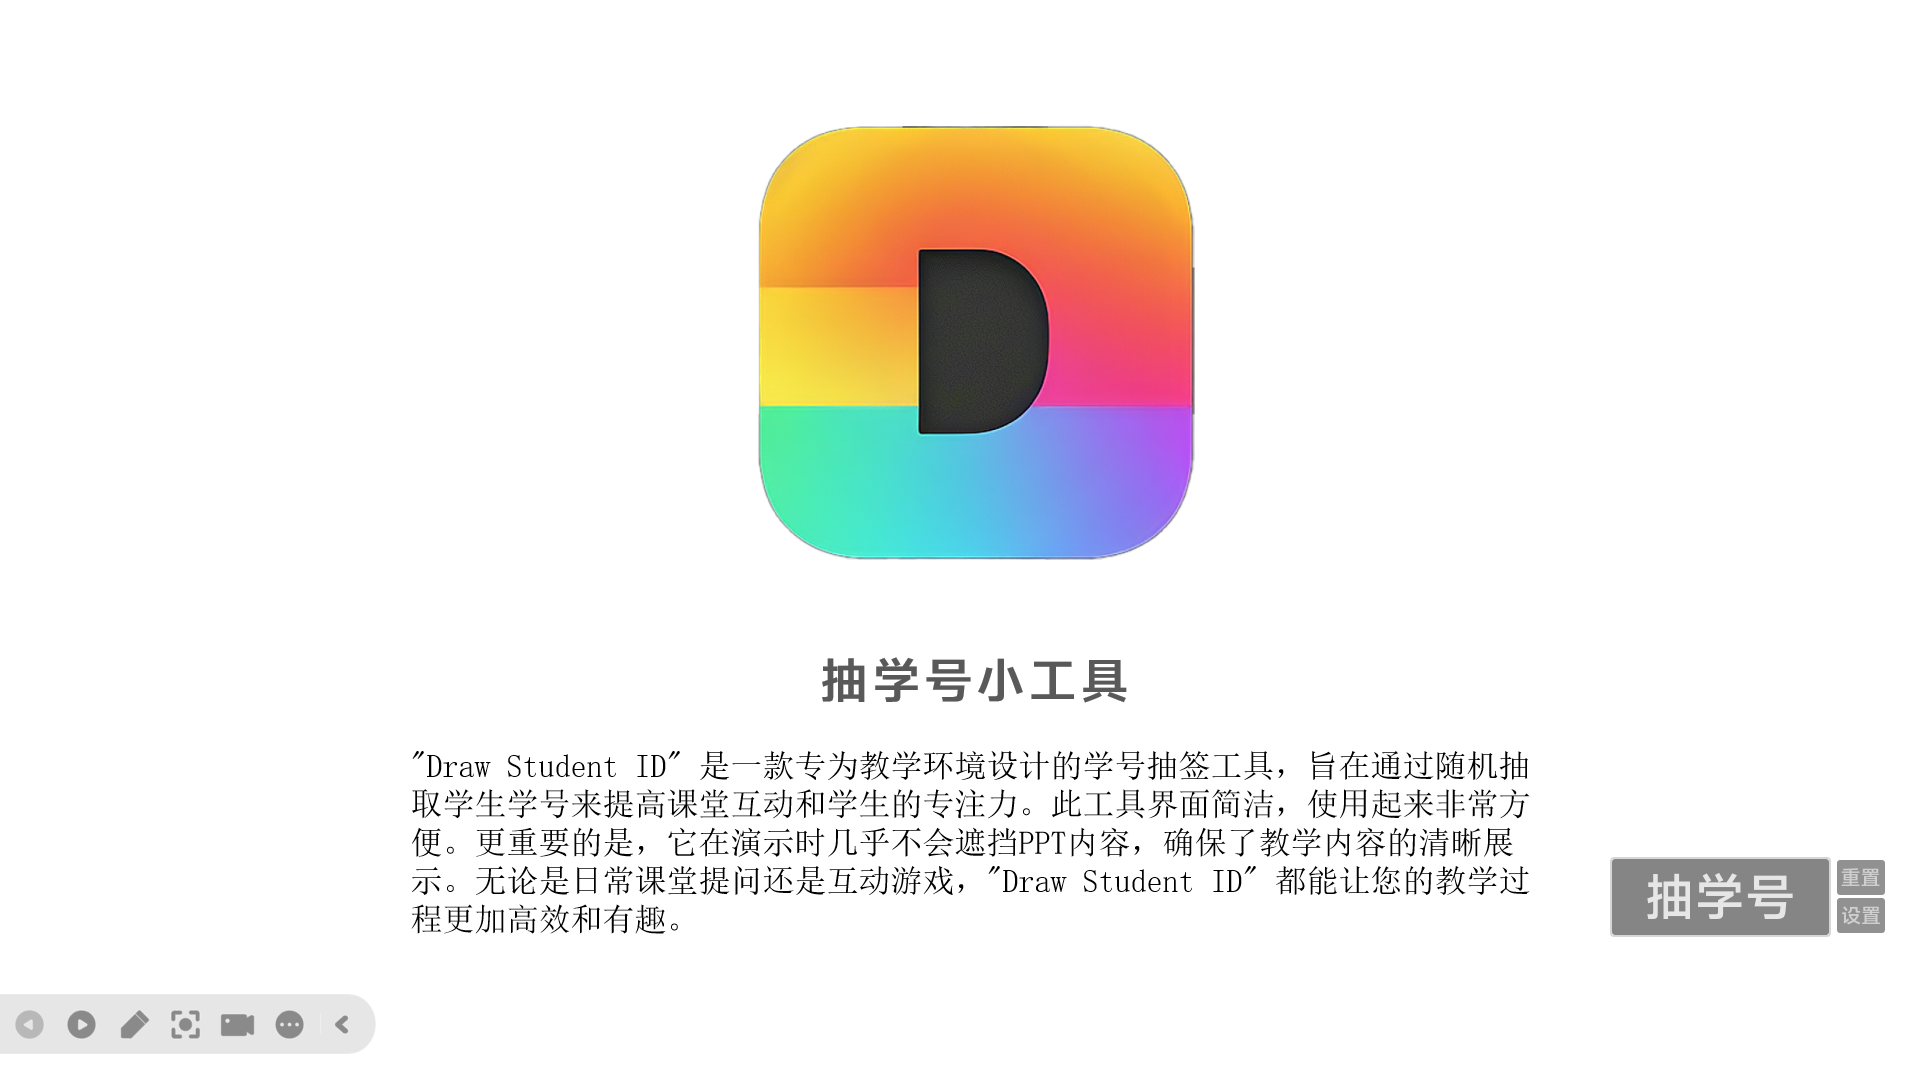 D
抽学号小工具
"Draw Student ID" 是一款专为教学环境设计的学号抽签工具，旨在通过随机抽
取学生学号来提高课堂互动和学生的专注力。此工具界面简洁，使用起来非常方
便。更重要的是，它在演示时几乎不会遮挡PPT内容，确保了教学内容的清晰展
示。无论是日常课堂提问还是互动游戏，"Draw Student ID" 都能让您的教学过
程更加高效和有趣。
抽学号
重置
设置